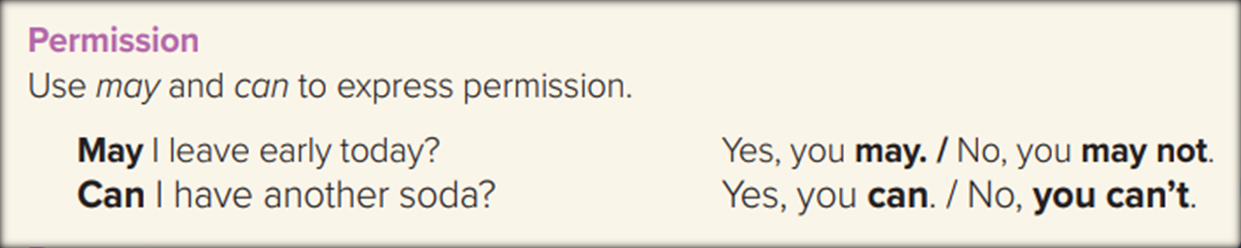 Permission
Use may and can to express permission.
May I leave early today? Yes, you may. / No, you may not.
Can I have another soda? Yes, you can. / No, you can’t.